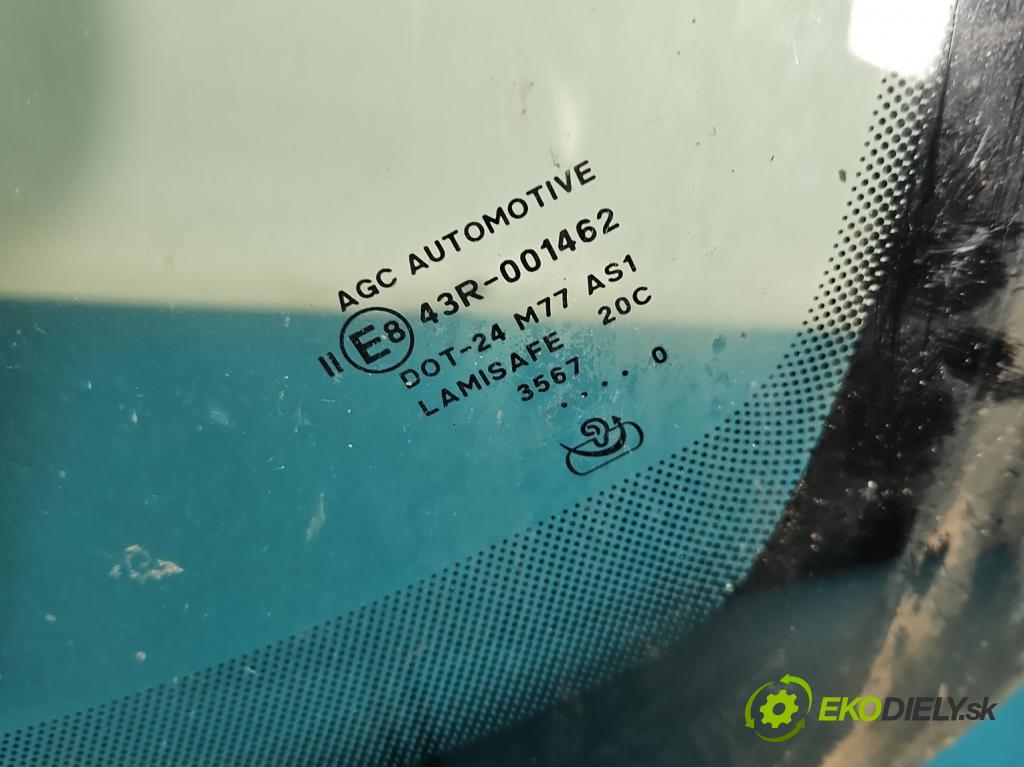 AGC AUTOMOTIVE
II E8 43R-001462
DOT-24 M77 AS1
LAMISAFE 20C
3567
.... 0
EKODIELY.sk